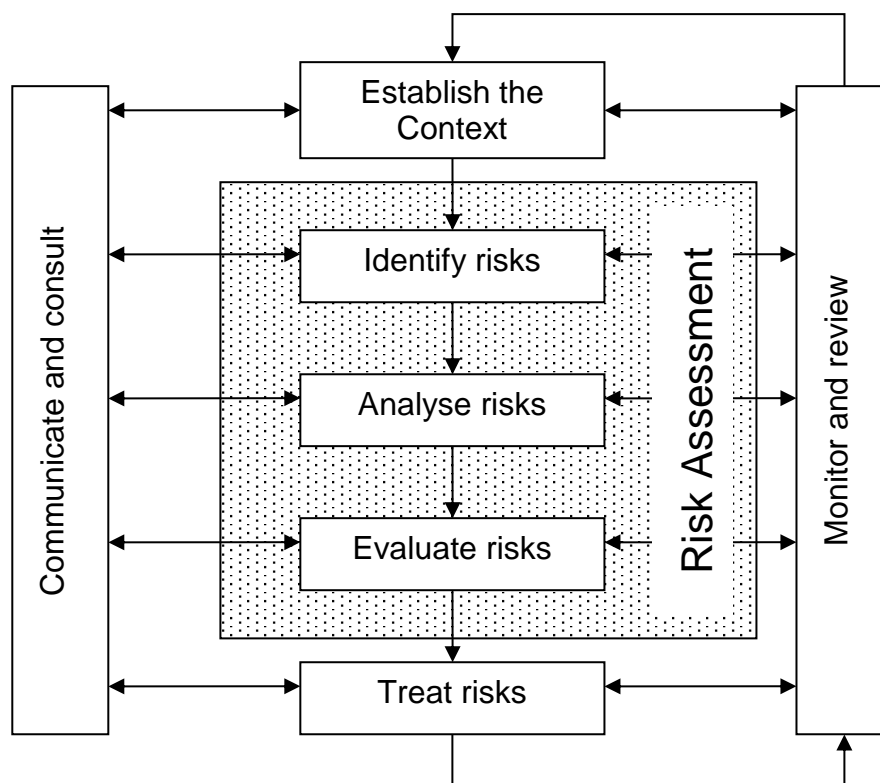 Establish the
Context
Communicate and consult
Identify risks
Analyse risks
Evaluate risks
Risk Assessment
Monitor and review
Treat risks